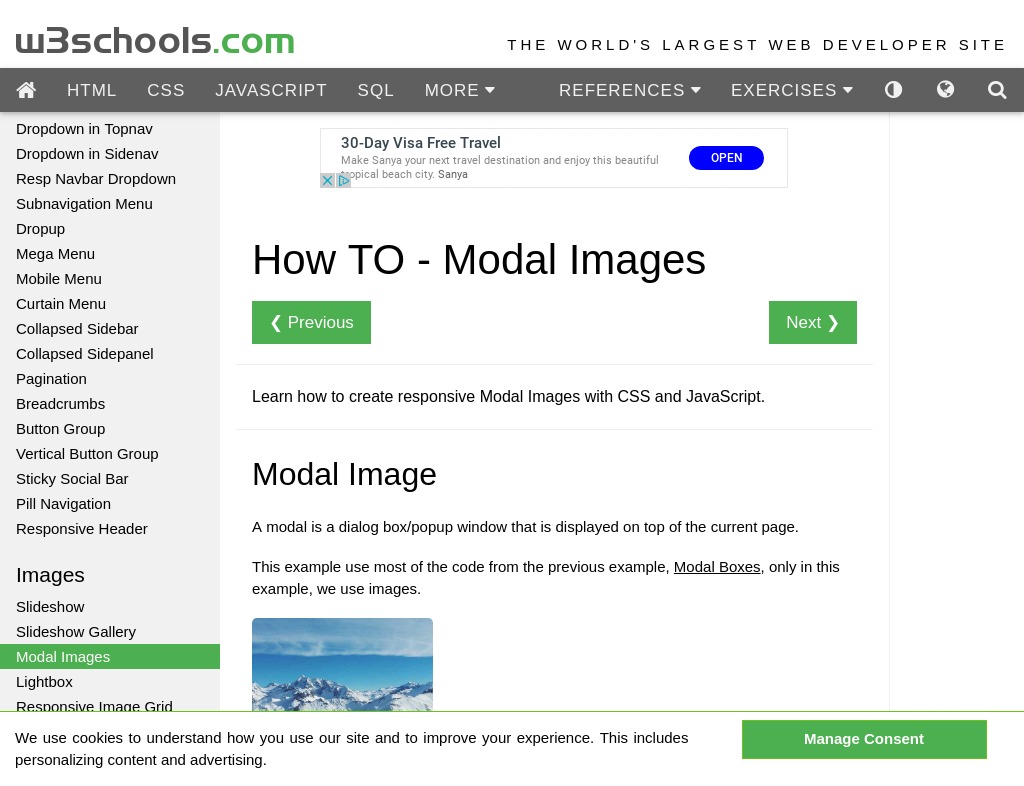 w3schools.com
THE WORLD'S LARGEST WEB DEVELOPER SITE
HTML CSS JAVASCRIPT SQL MORE REFERENCES EXERCISES
Dropdown in Topnav
Dropdown in Sidenav
Resp Navbar Dropdown
Subnavigation Menu
Dropup
Mega Menu
Mobile Menu
Curtain Menu
Collapsed Sidebar
Collapsed Sidepanel
Pagination
Breadcrumbs
Button Group
Vertical Button Group
Sticky Social Bar
Pill Navigation
Responsive Header
Images
Slideshow
Slideshow Gallery
Modal Images
Lightbox
Responsive Image Grid
30-Day Visa Free Travel
Make Sanya your next travel destination and enjoy this beautiful
tropical beach city. Sanya
OPEN
How TO - Modal Images
❮ Previous
Next ❯
Learn how to create responsive Modal Images with CSS and JavaScript.
Modal Image
A modal is a dialog box/popup window that is displayed on top of the current page.
This example use most of the code from the previous example, Modal Boxes, only in this
example, we use images.
We use cookies to understand how you use our site and to improve your experience. This includes
personalizing content and advertising.
Manage Consent